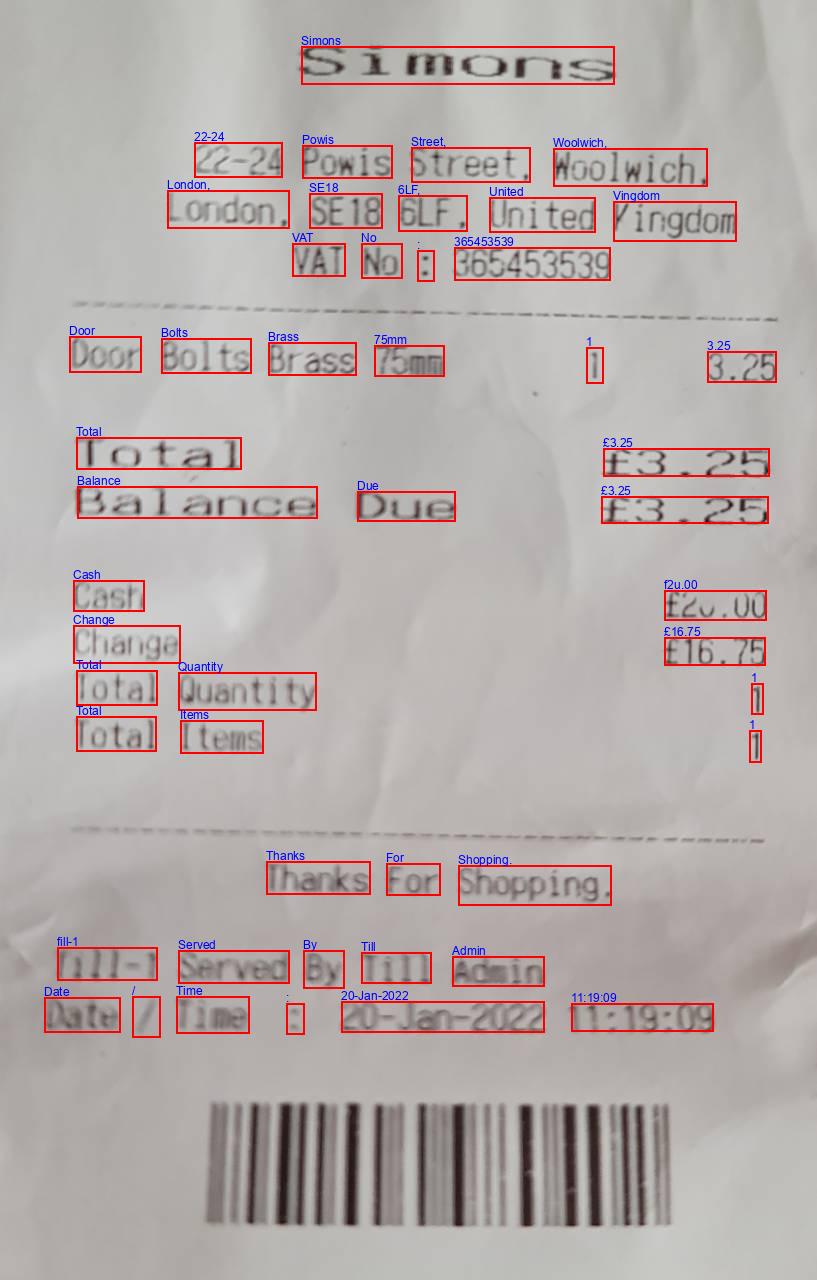 Simons
22-24 Powis Street, Woolwich,
London, SE18 6LF, United Kingdom
VAT No : 365453539
Door Bolts Brass 75mm 1 3.25
Total £3.25
Balance Due £3.25
Cash £20.00
Change £16.75
Total Quantity 1
Total Items 1
Thanks For Shopping.
Till-1 Served By Till Admin
Date / Time : 20-Jan-2022 11:19:09